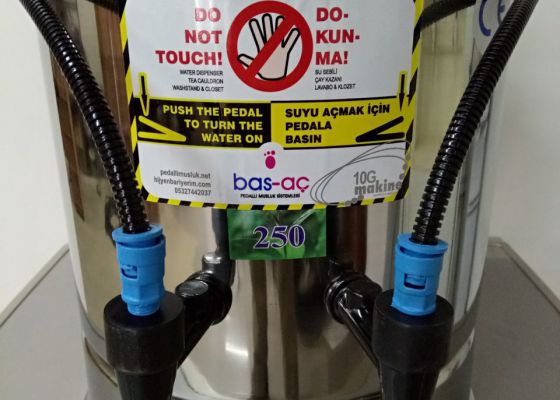 DO
NOT
TOUCH!
WATER DISPENSER
TEA CAULDRON
WASHSTAND & CLOSET
DO-
KUN-
MA!
SU SEBİLİ
ÇAY KAZANI
LAVABO & KLOZET
PUSH THE PEDAL
TO TURN THE
WATER ON
SUYU AÇMAK İÇİN
PEDALA
BASIN
pedallimusluk.net
hijyenbariyerim.com
05327442037
bas-aç
PEDALLI MUSLUK SİSTEMLERİ
10G
makine
250
CE